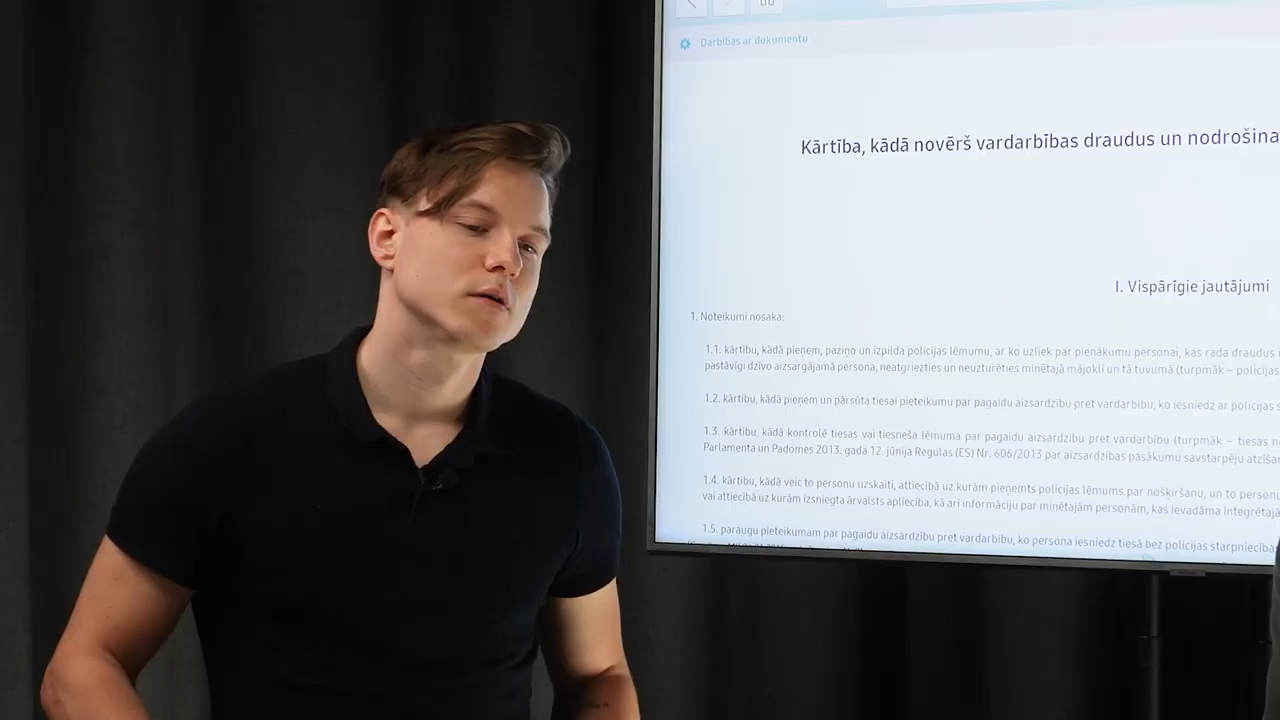 Darbības ar dokumentu
Kārtība, kādā novērš vardarbības draudus un nodrošina
I. Vispārīgie jautājumi
1. Noteikumi nosaka:
1.1. kārtību, kādā pieņem, paziņo un izpilda policijas lēmumu, ar ko uzliek par pienākumu personai, kas rada draudus
pastāvīgi dzīvo aizsargājamā persona, neatgriezties un neuzturēties minētajā mājoklī un tā tuvumā (turpmāk – policijas
1.2. kārtību, kādā pieņem un pārsūta tiesai pieteikumu par pagaidu aizsardzību pret vardarbību, ko iesniedz ar policijas
1.3. kārtību, kādā kontrolē tiesas vai tiesneša lēmuma par pagaidu aizsardzību pret vardarbību (turpmāk – tiesas
Parlamenta un Padomes 2013. gada 12. jūnija Regulas (ES) Nr. 606/2013 par aizsardzības pasākumu savstarpēju
1.4. kārtību, kādā veic to personu uzskaiti, attiecībā uz kurām pieņemts policijas lēmums par nošķiršanu, un to
vai attiecībā uz kurām izsniegta ārvalsts apliecība, kā arī informāciju par minētajām personām, kas ievadāma
1.5. paraugu pieteikumam par pagaidu aizsardzību pret vardarbību, ko persona iesniedz tiesā bez policijas